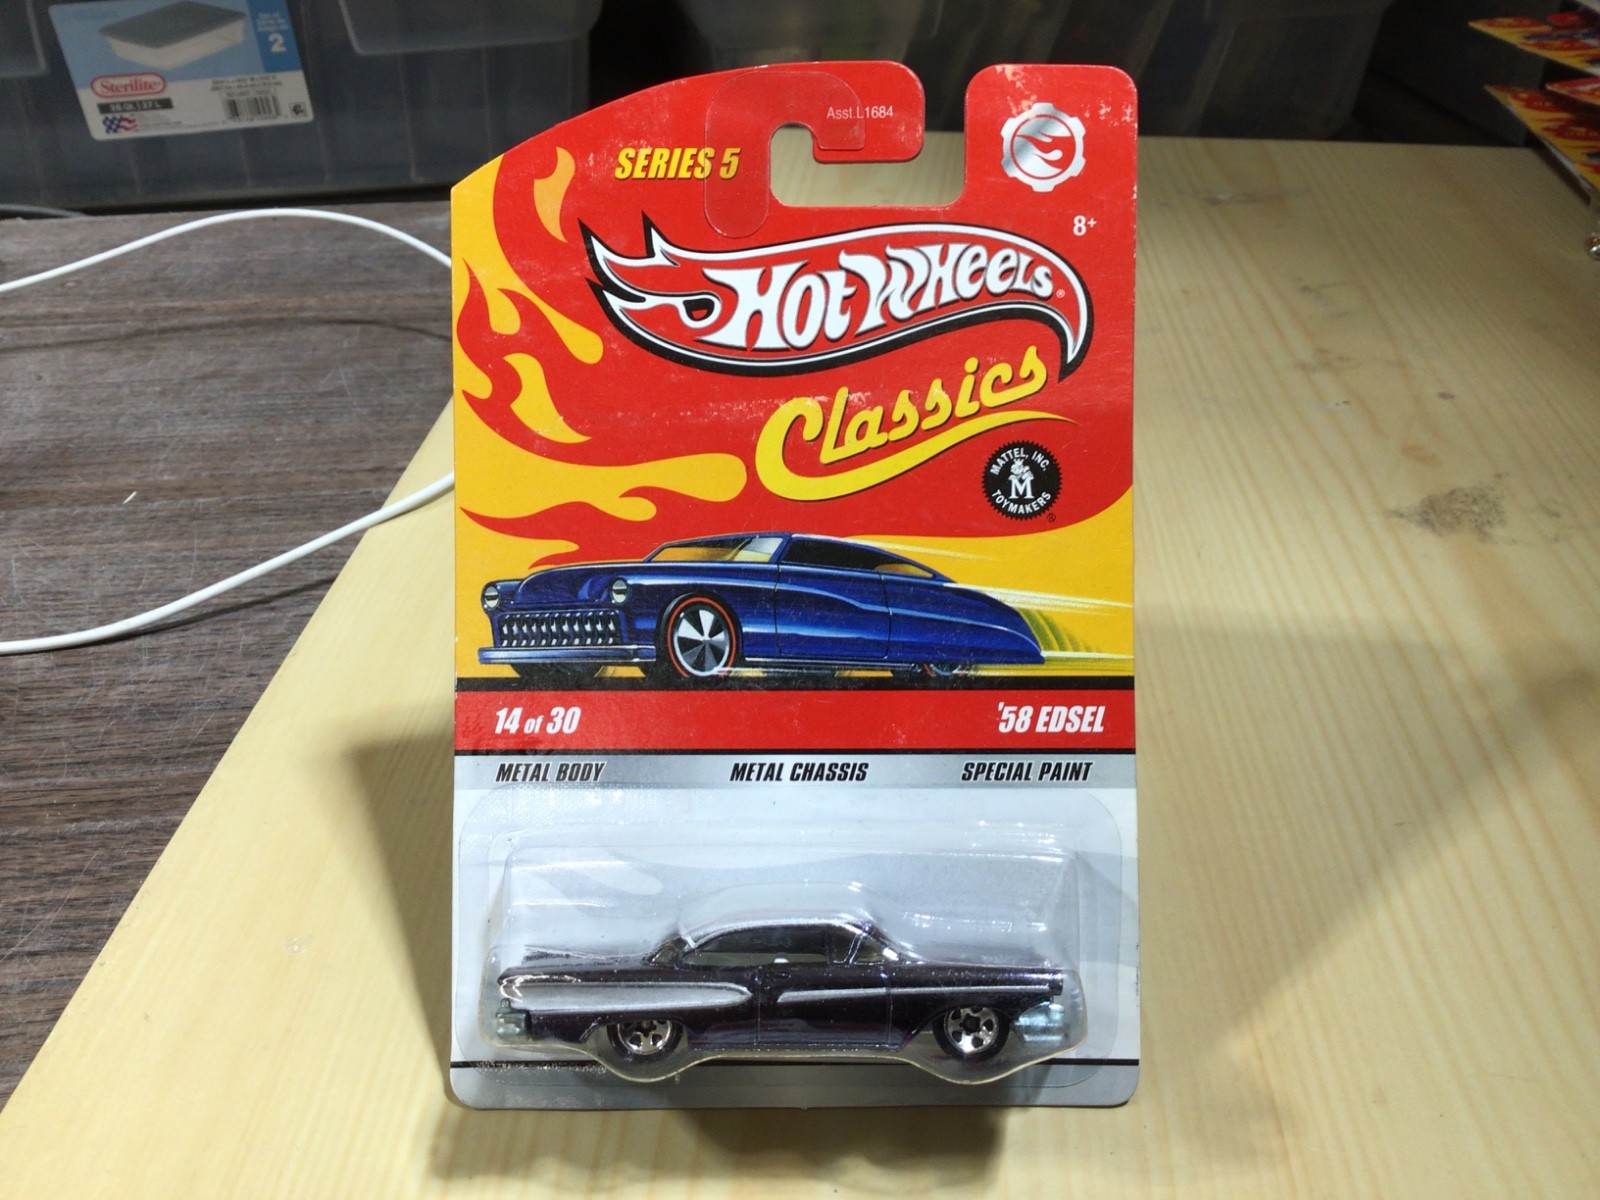 Sterilite
2
Asst.L1684
SERIES 5
8+
HOT WHEELS®
Classics
MATTEL, INC.
M
TOYMAKERS
®
14 of 30
'58 EDSEL
METAL BODY
METAL CHASSIS
SPECIAL PAINT